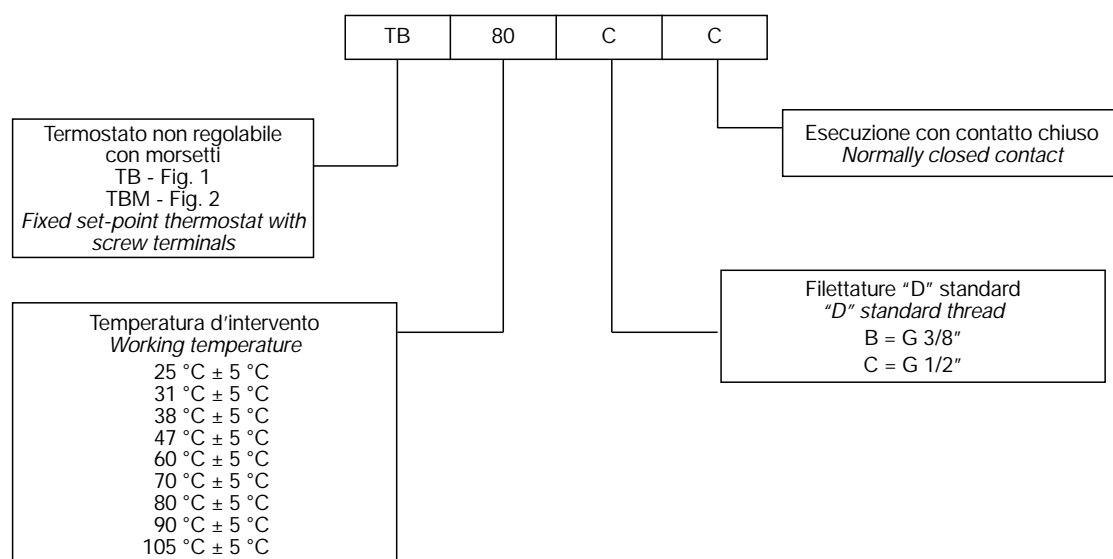 TB 80 C C
Termostato non regolabile
con morsetti
TB - Fig. 1
TBM - Fig. 2
Fixed set-point thermostat with
screw terminals
Esecuzione con contatto chiuso
Normally closed contact
Temperatura d'intervento
Working temperature
25 °C ± 5 °C
31 °C ± 5 °C
38 °C ± 5 °C
47 °C ± 5 °C
60 °C ± 5 °C
70 °C ± 5 °C
80 °C ± 5 °C
90 °C ± 5 °C
105 °C ± 5 °C
Filettature “D” standard
“D” standard thread
B = G 3/8”
C = G 1/2”